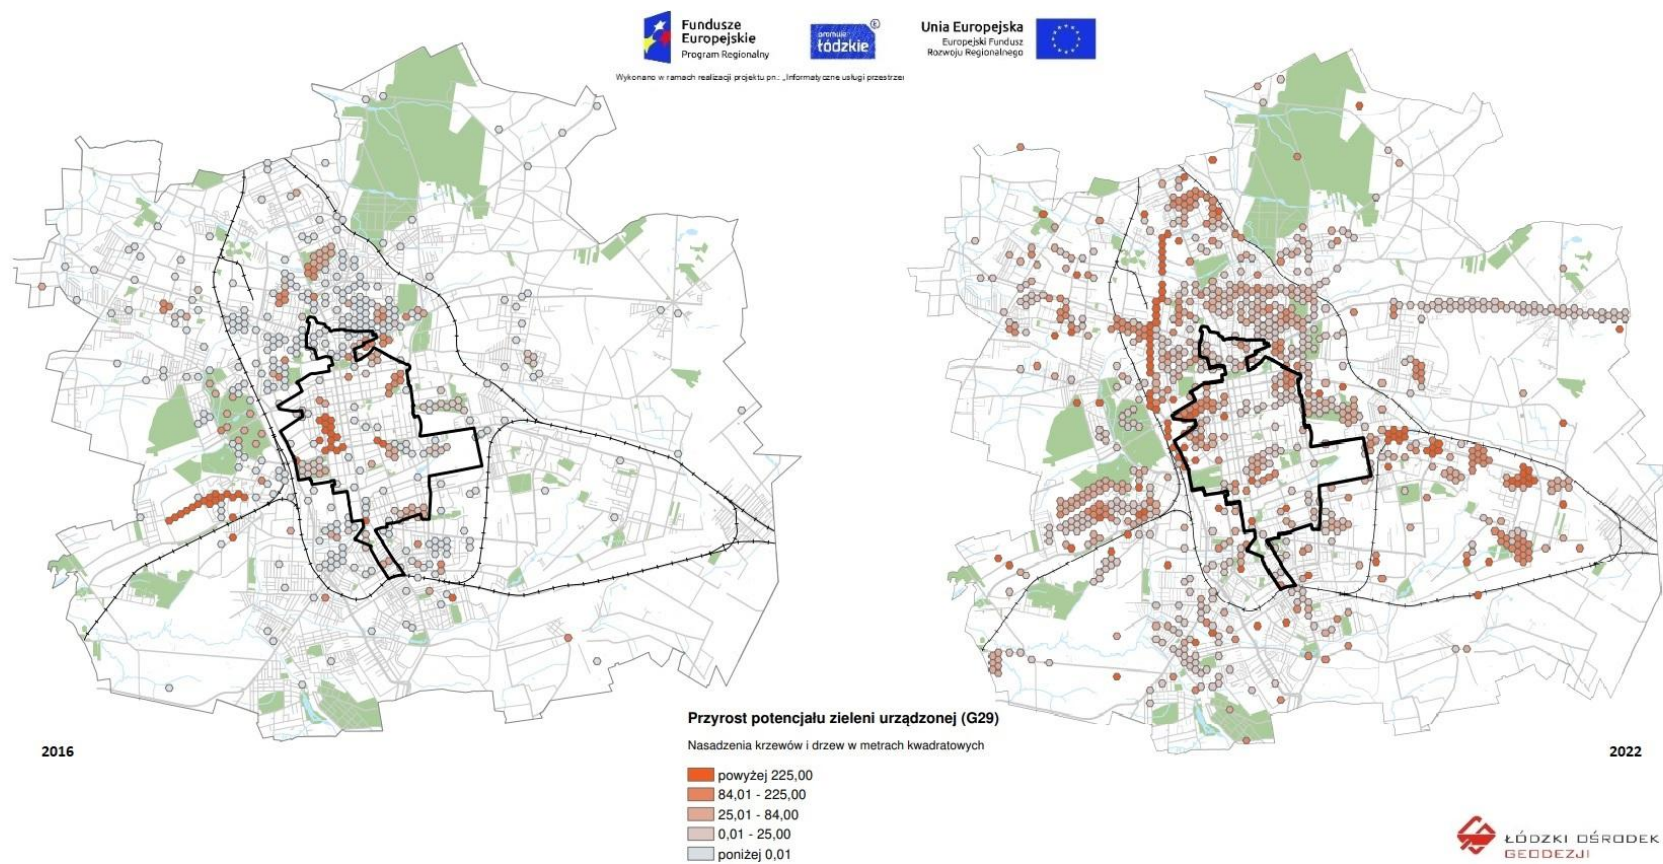 Fundusze
Europejskie
Program Regionalny
promuje
łódzkie
Unia Europejska
Europejski Fundusz
Rozwoju Regionalnego
Wykonano w ramach realizacji projektu pn.: „Informatyczne usługi przestrzen
2016
Przyrost potencjału zieleni urządzonej (G29)
Nasadzenia krzewów i drzew w metrach kwadratowych
powyżej 225,00
84,01 - 225,00
25,01 - 84,00
0,01 - 25,00
poniżej 0,01
2022
ŁÓDZKI OŚRODEK
GEODEZJI